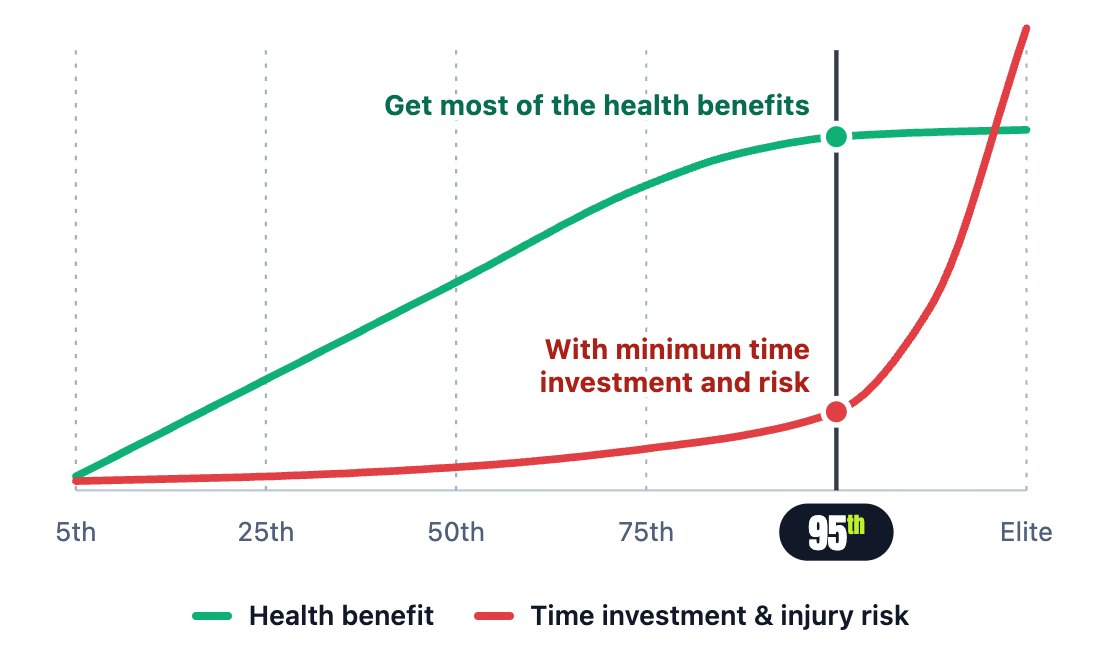 Get most of the health benefits
With minimum time
investment and risk
5th
25th
50th
75th
95th
Elite
Health benefit
Time investment & injury risk